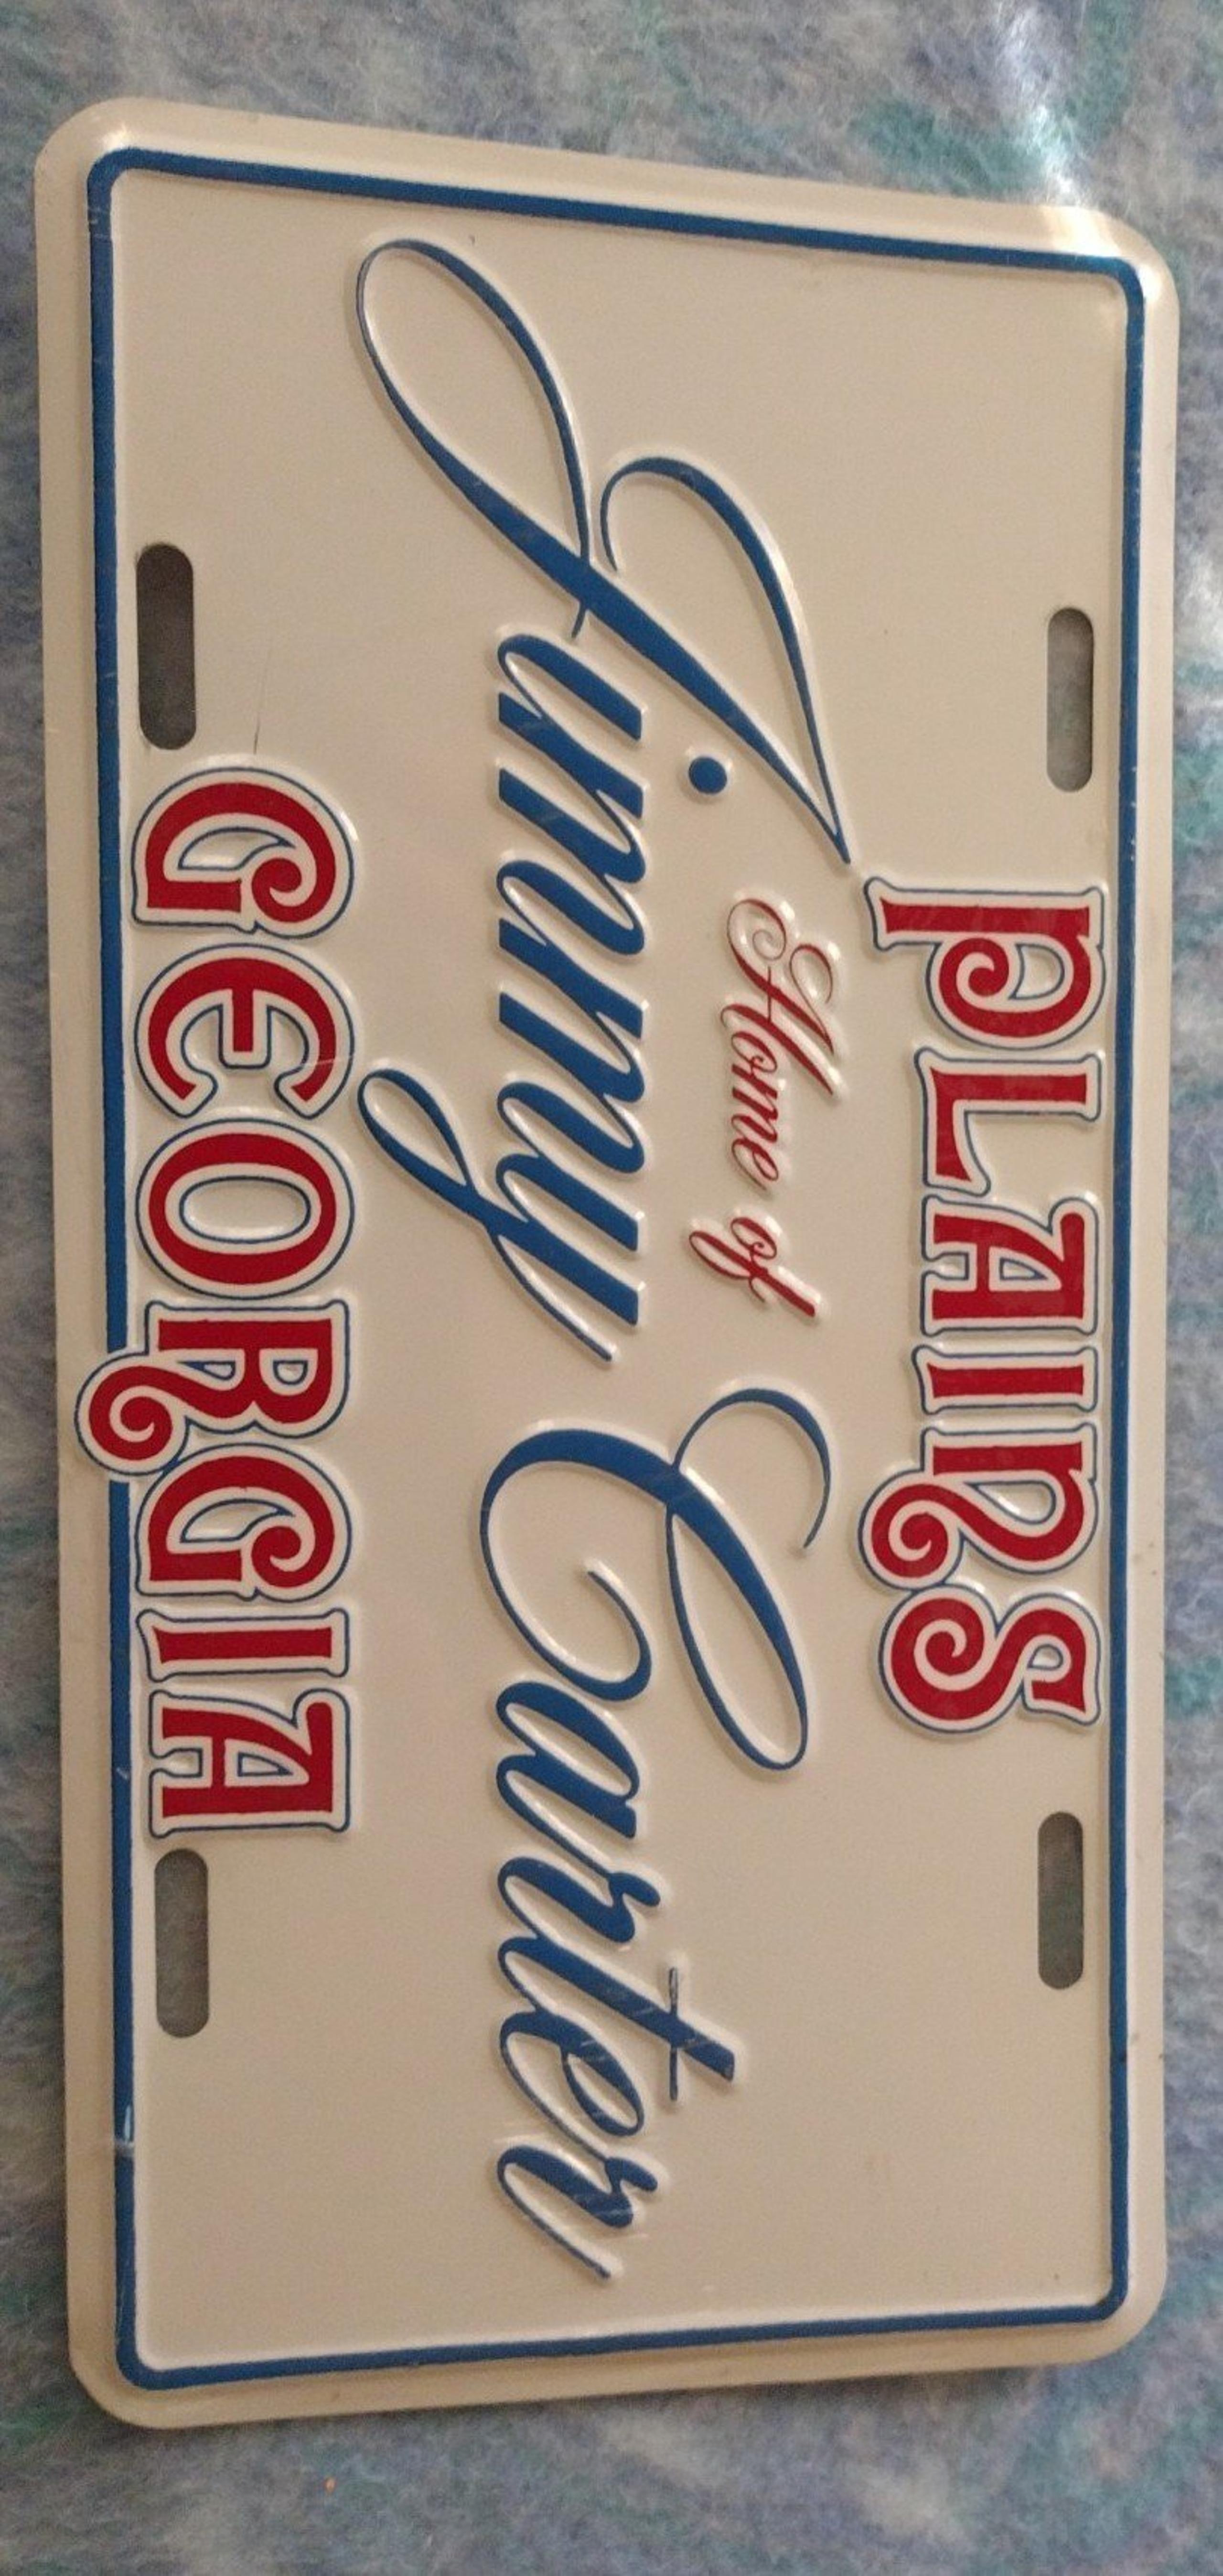 PLAINS
Home of
Jimmy Carter
GEORGIA